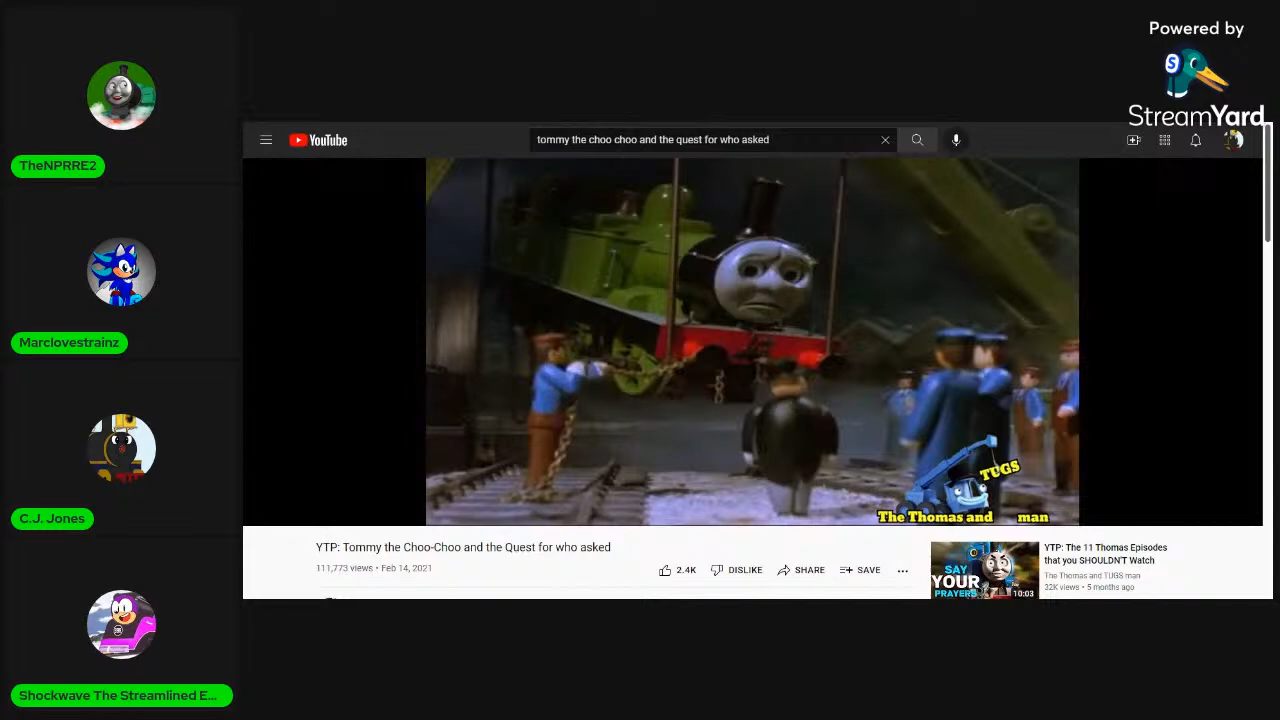 Powered by
StreamYard
TheNPRRE2
Marclovestrainz
C.J. Jones
Shockwave The Streamlined E...
YouTube
tommy the choo choo and the quest for who asked
TUGS
The Thomas and man
YTP: Tommy the Choo-Choo and the Quest for who asked
111,773 views • Feb 14, 2021
2.4K
DISLIKE
SHARE
SAVE
SAY
YOUR
PRAYERS
10:03
YTP: The 11 Thomas Episodes
that you SHOULDN'T Watch
The Thomas and TUGS man
32K views • 5 months ago